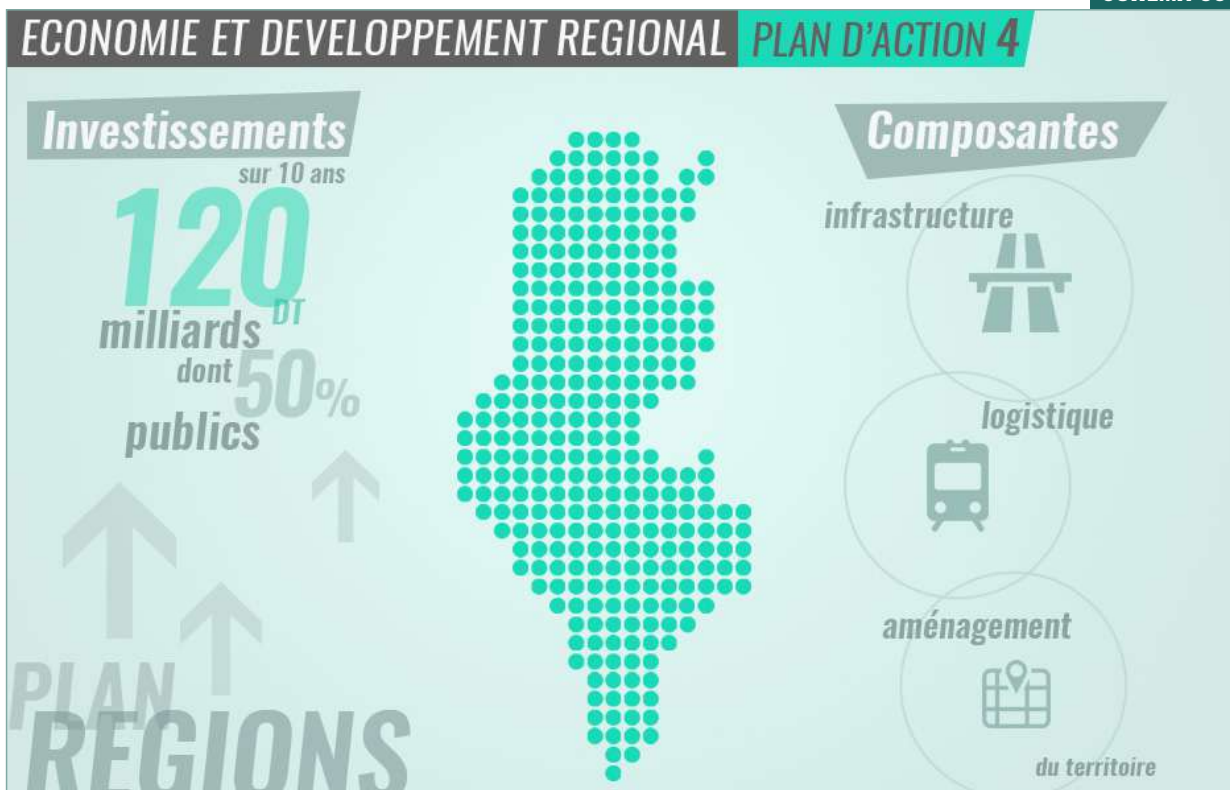 ECONOMIE ET DEVELOPPEMENT REGIONAL PLAN D'ACTION 4
Investissements
sur 10 ans
120
milliards DT
dont 50%
publics
PLAN
REGIONS
Composantes
infrastructure
logistique
aménagement
du territoire